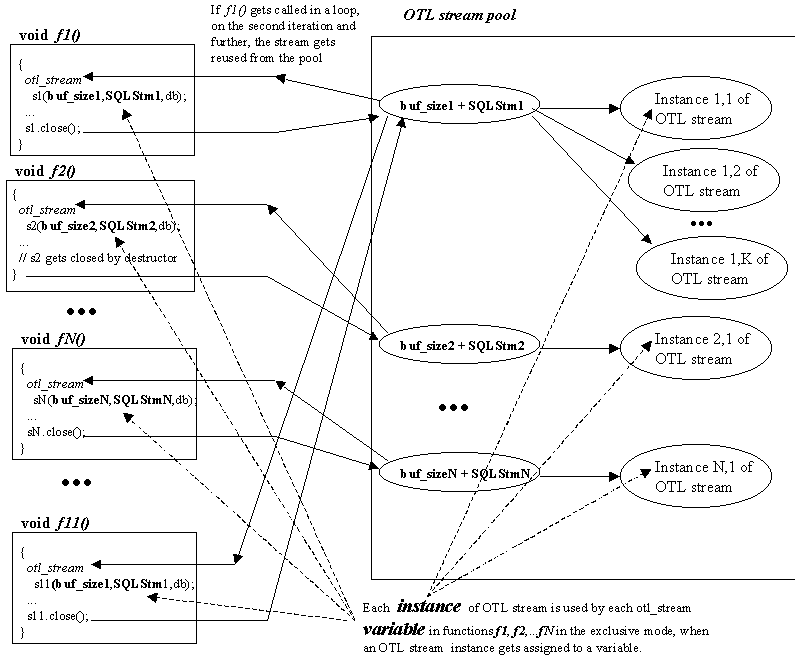 If f1() gets called in a loop,
on the second iteration and
further, the stream gets
reused from the pool
OTL stream pool
void f1()
{
otl_stream
s1(buf_size1,SQLStm1,db);
...
s1.close();
}
void f2()
{
otl_stream
s2(buf_size2,SQLStm2,db);
...
// s2 gets closed by destructor
}
●●●
void fN()
{
otl_stream
sN(buf_sizeN,SQLStmN,db);
...
sN.close();
}
●●●
void f11()
{
otl_stream
s11(buf_size1,SQLStm1,db);
...
s11.close();
}
buf_size1 + SQLStm1
buf_size2 + SQLStm2
●●●
buf_sizeN + SQLStmN
Instance 1,1 of
OTL stream
Instance 1,2 of
OTL stream
●●●
Instance 1,K of
OTL stream
Instance 2,1 of
OTL stream
Instance N,1 of
OTL stream
Each instance of OTL stream is used by each otl_stream
variable in functions f1, f2,...fN in the exclusive mode, when
an OTL stream instance gets assigned to a variable.